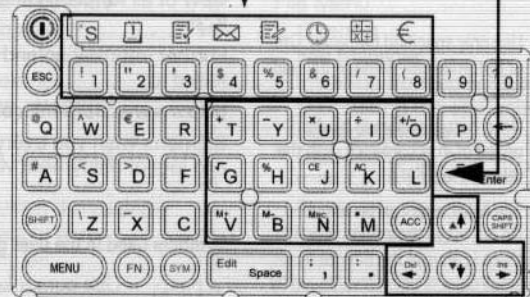 S 1 €
ESC ! 1 " 2 ' 3 $ 4 % 5 & 6 / 7 ( 8 ) 9 0
@ Q ^ W € E R + T - Y × U ÷ I +/- O P
# A < S > D F √ G % H CE J AC K L Enter
SHIFT \ Z ~ X C M+ V M- B MRC N * M ACC CAPS SHIFT
MENU FN SYM Edit Space ; , : . Del Ins